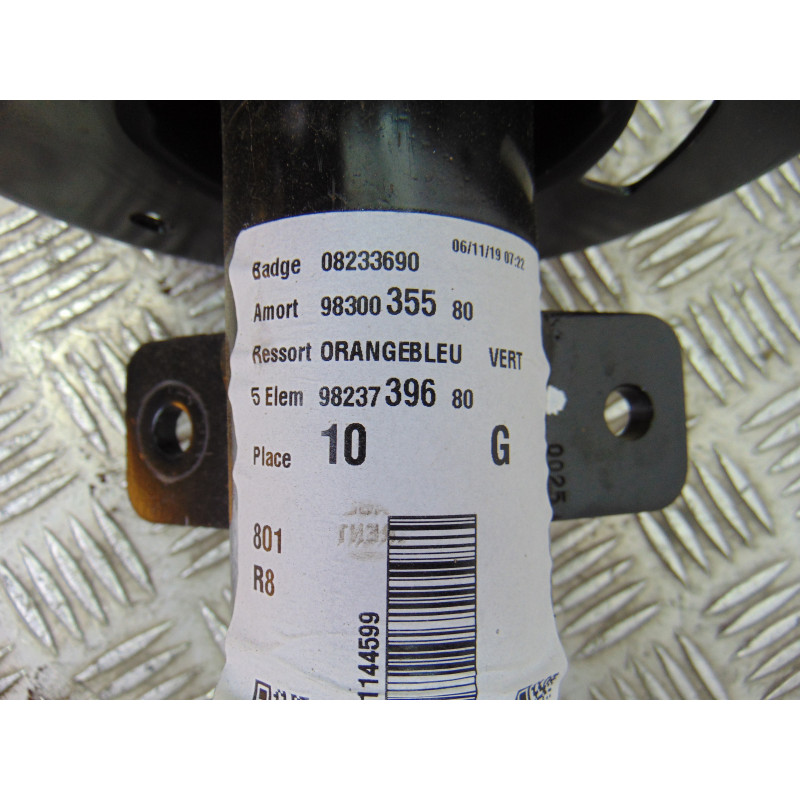 06/11/19 07:22
Badge 08233690
Amort 98300 355 80
Ressort ORANGEBLEU VERT
5 Elem 98237 396 80
Place 10 G
0025
801
R8
1144599